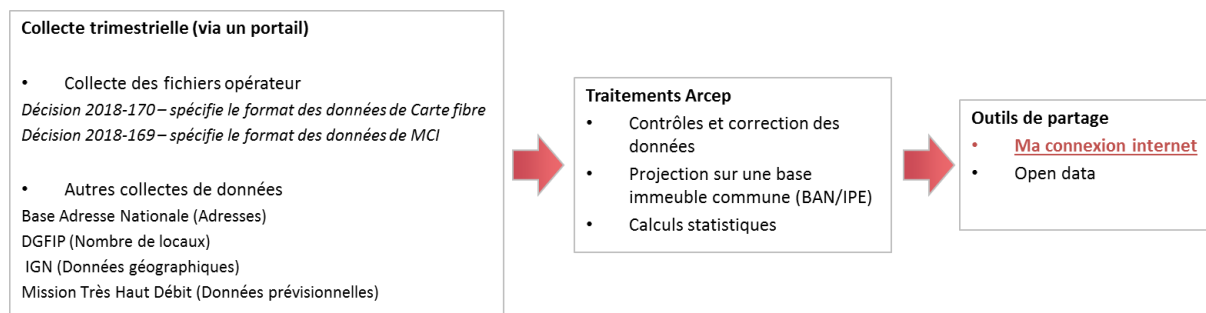 Collecte trimestrielle (via un portail)
• Collecte des fichiers opérateur
Décision 2018-170 – spécifie le format des données de Carte fibre
Décision 2018-169 – spécifie le format des données de MCI
• Autres collectes de données
Base Adresse Nationale (Adresses)
DGFIP (Nombre de locaux)
IGN (Données géographiques)
Mission Très Haut Débit (Données prévisionnelles)
Traitements Arcep
• Contrôles et correction des
données
• Projection sur une base
immeuble commune (BAN/IPE)
• Calculs statistiques
Outils de partage
• Ma connexion internet
• Open data